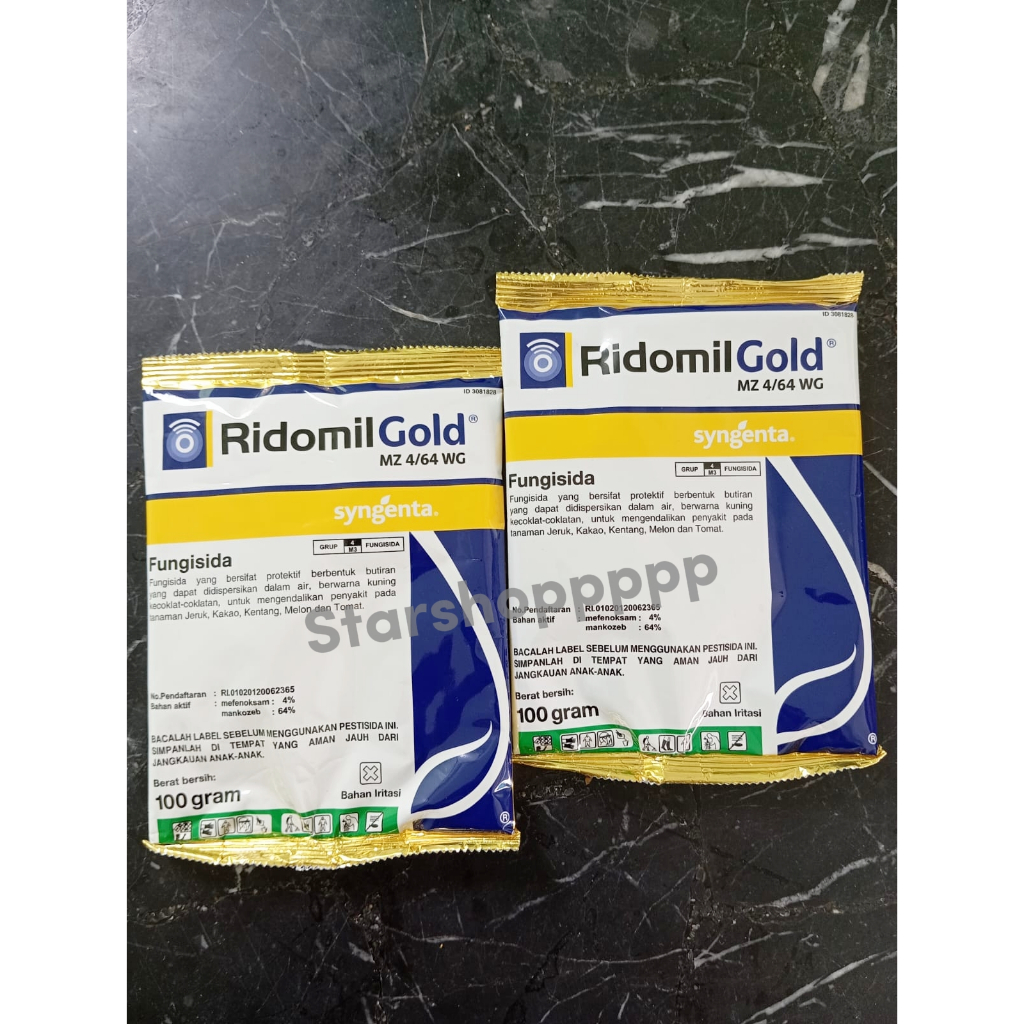 ID 3081828
RidomilGold®
MZ 4/64 WG
syngenta®
GRUP 4 M3 FUNGISIDA
Fungisida
Fungisida yang bersifat protektif berbentuk butiran
yang dapat didispersikan dalam air, berwarna kuning
kecoklat-coklatan, untuk mengendalikan penyakit pada
tanaman Jeruk, Kakao, Kentang, Melon dan Tomat.
No.Pendaftaran : RL01020120062365
Bahan aktif : mefenoksam : 4%
mankozeb : 64%
BACALAH LABEL SEBELUM MENGGUNAKAN PESTISIDA INI.
SIMPANLAH DI TEMPAT YANG AMAN JAUH DARI
JANGKAUAN ANAK-ANAK.
Berat bersih:
100 gram
Bahan Iritasi
®
ID 3081828
RidomilGold®
MZ 4/64 WG
syngenta®
GRUP 4 M3 FUNGISIDA
Fungisida
Fungisida yang bersifat protektif berbentuk butiran
yang dapat didispersikan dalam air, berwarna kuning
kecoklat-coklatan, untuk mengendalikan penyakit pada
tanaman Jeruk, Kakao, Kentang, Melon dan Tomat.
No.Pendaftaran : RL01020120062365
Bahan aktif : mefenoksam : 4%
mankozeb : 64%
BACALAH LABEL SEBELUM MENGGUNAKAN PESTISIDA INI.
SIMPANLAH DI TEMPAT YANG AMAN JAUH DARI
JANGKAUAN ANAK-ANAK.
Berat bersih:
100 gram
Bahan Iritasi
®
Starshopppppp